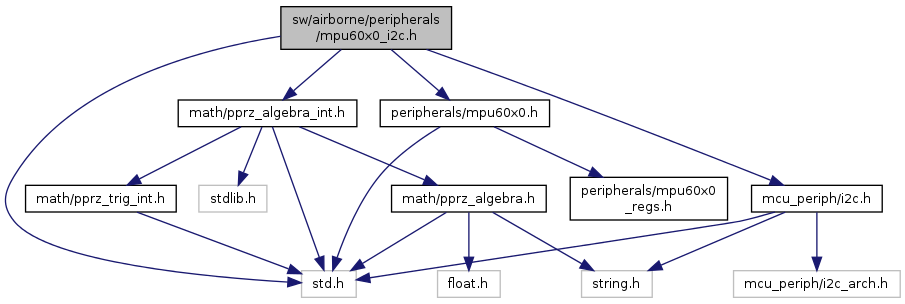 sw/airborne/peripherals
/mpu60x0_i2c.h
math/pprz_algebra_int.h
peripherals/mpu60x0.h
math/pprz_trig_int.h
stdlib.h
math/pprz_algebra.h
peripherals/mpu60x0
_regs.h
mcu_periph/i2c.h
std.h
float.h
string.h
mcu_periph/i2c_arch.h